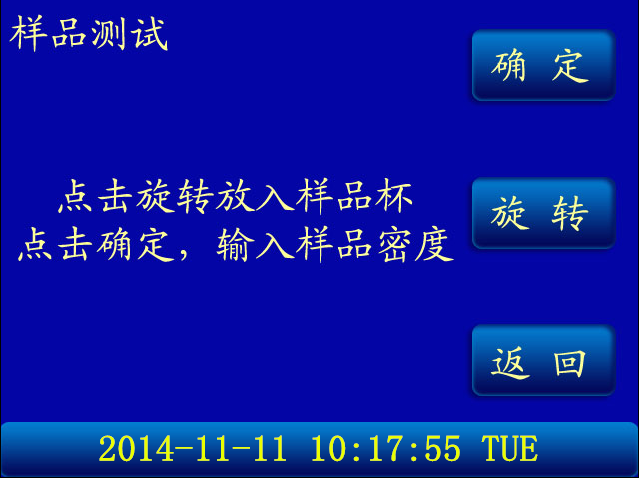 样品测试
确 定
点击旋转放入样品杯
点击确定，输入样品密度
旋 转
返 回
2014-11-11 10:17:55 TUE